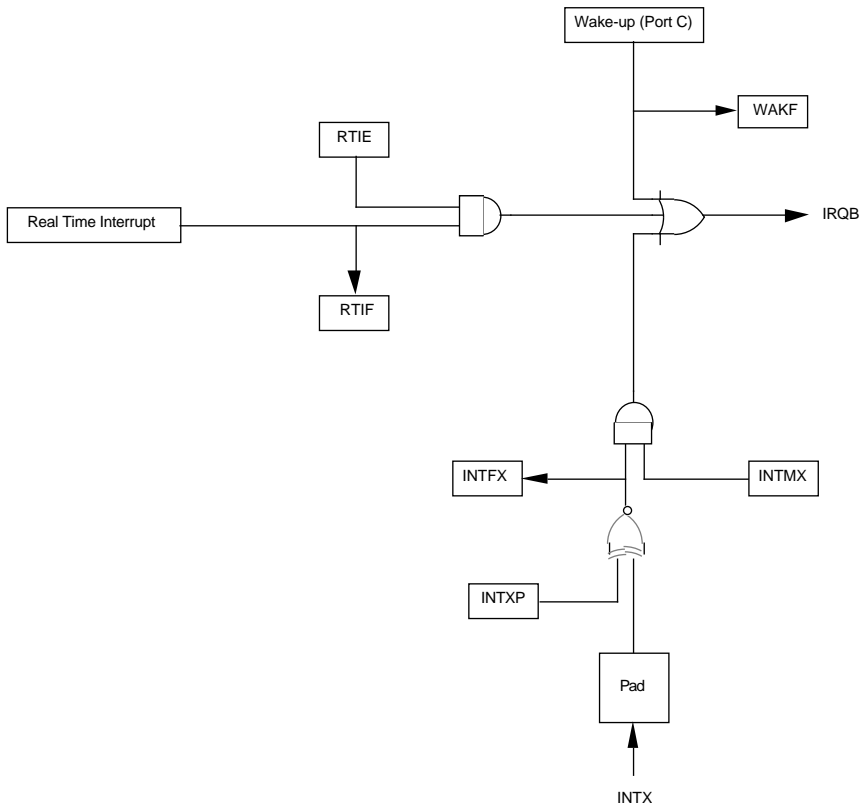 Wake-up (Port C)
WAKF
RTIE
Real Time Interrupt
IRQB
RTIF
INTFX
INTMX
INTXP
Pad
INTX